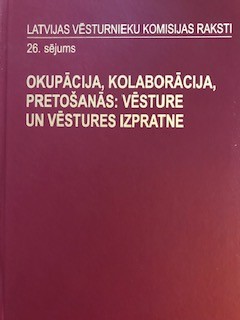 LATVIJAS VĒSTURNIEKU KOMISIJAS RAKSTI
26. sējums
OKUPĀCIJA, KOLABORĀCIJA,
PRETOŠANĀS: VĒSTURE
UN VĒSTURES IZPRATNE